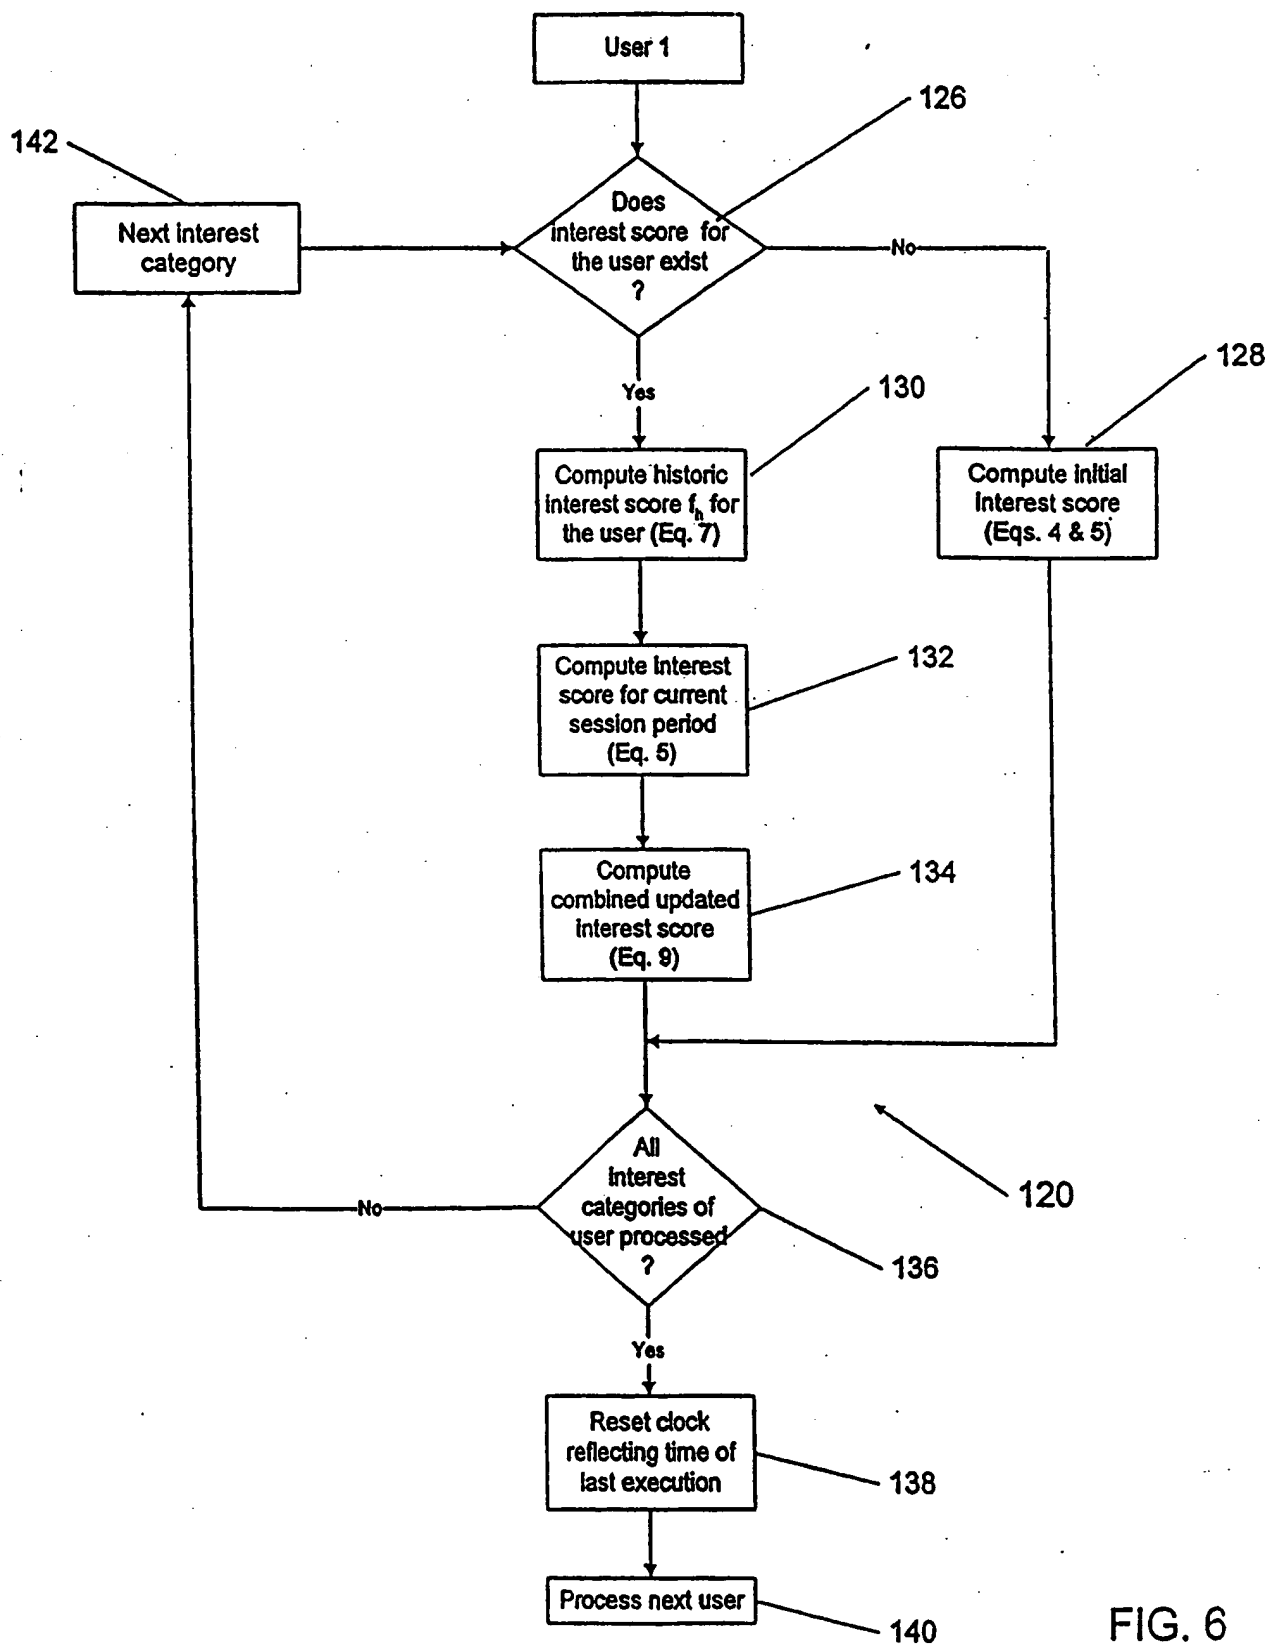 User 1
126
142
Does
interest score for
the user exist
?
Next interest
category
No
Yes
130
128
Compute historic
interest score fh for
the user (Eq. 7)
Compute initial
interest score
(Eqs. 4 & 5)
132
Compute interest
score for current
session period
(Eq. 5)
134
Compute
combined updated
interest score
(Eq. 9)
All
interest
categories of
user processed
?
No
120
136
Yes
Reset clock
reflecting time of
last execution
138
Process next user
140
FIG. 6